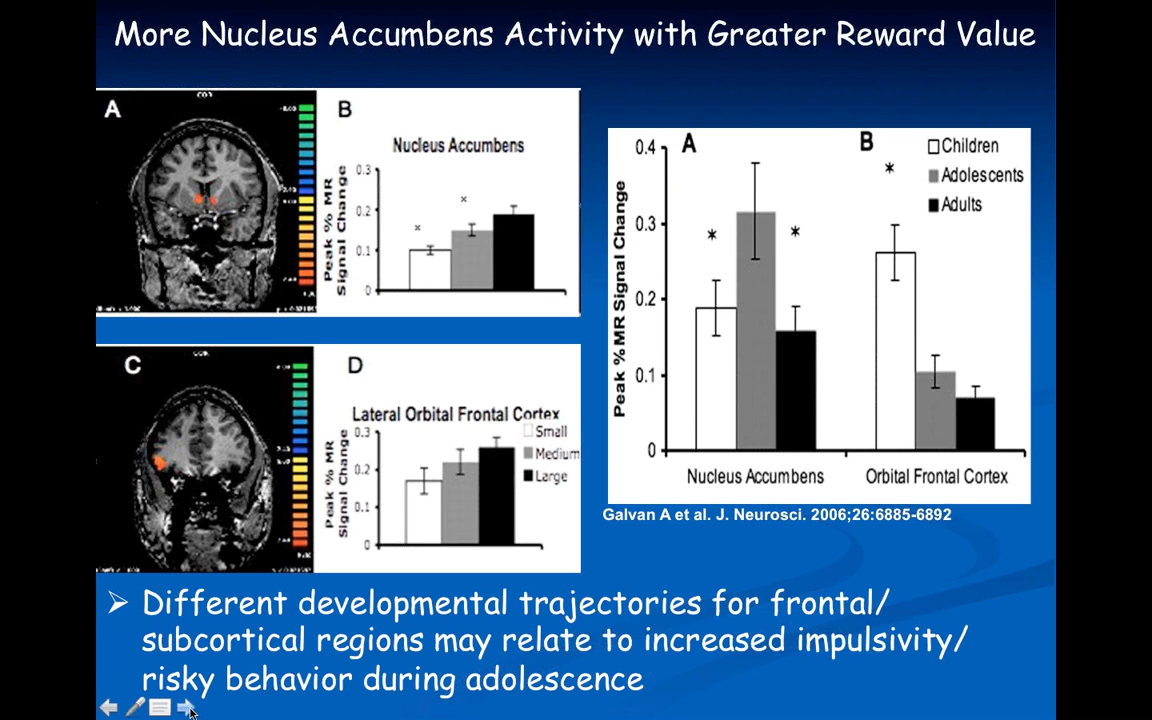 More Nucleus Accumbens Activity with Greater Reward Value
A
B
Nucleus Accumbens
Peak % MR
Signal Change
0.3
0.2
0.1
0
x
x
C
D
Lateral Orbital Frontal Cortex
Peak % MR
Signal Change
0.3
0.2
0.1
0
Small
Medium
Large
A
B
Children
Adolescents
Adults
Peak %MR Signal Change
0.4
0.3
0.2
0.1
0
*
*
*
Nucleus Accumbens
Orbital Frontal Cortex
Galvan A et al. J. Neurosci. 2006;26:6885-6892
Different developmental trajectories for frontal/
subcortical regions may relate to increased impulsivity/
risky behavior during adolescence